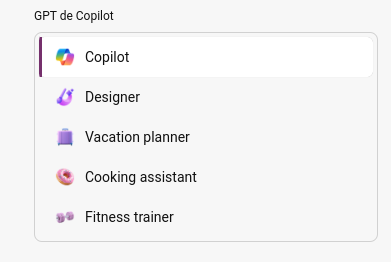 GPT de Copilot
Copilot
Designer
Vacation planner
Cooking assistant
Fitness trainer